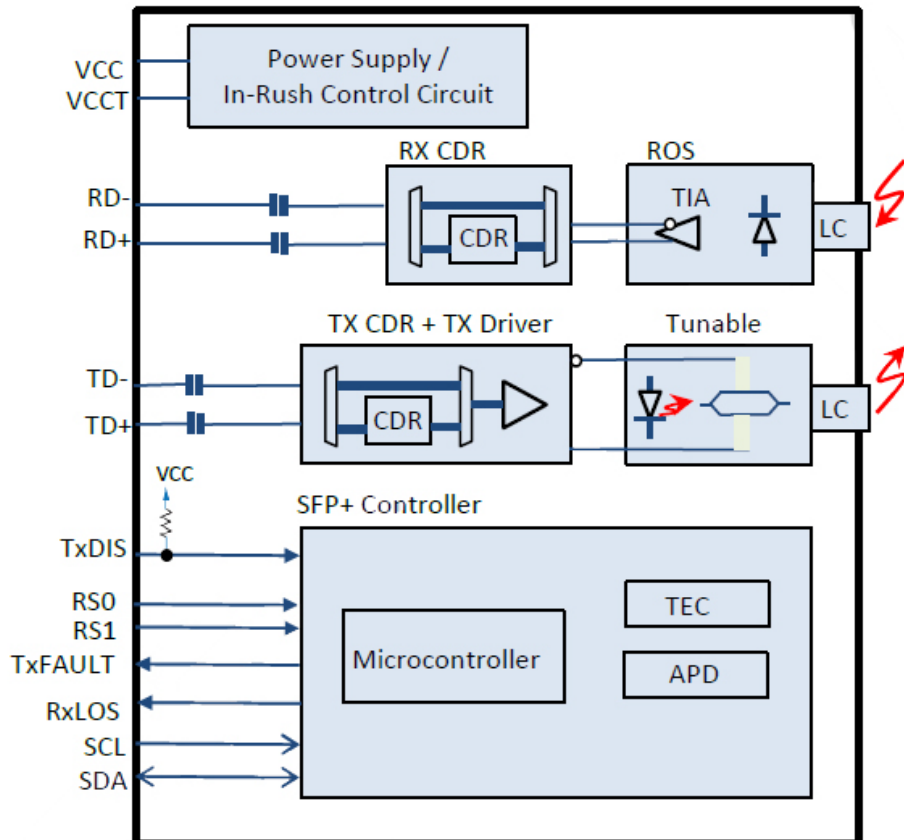 VCC
VCCT
Power Supply /
In-Rush Control Circuit
RX CDR
ROS
RD-
RD+
CDR
TIA
LC
TX CDR + TX Driver
Tunable
TD-
TD+
CDR
LC
VCC
SFP+ Controller
TxDIS
RS0
RS1
TxFAULT
RxLOS
SCL
SDA
Microcontroller
TEC
APD